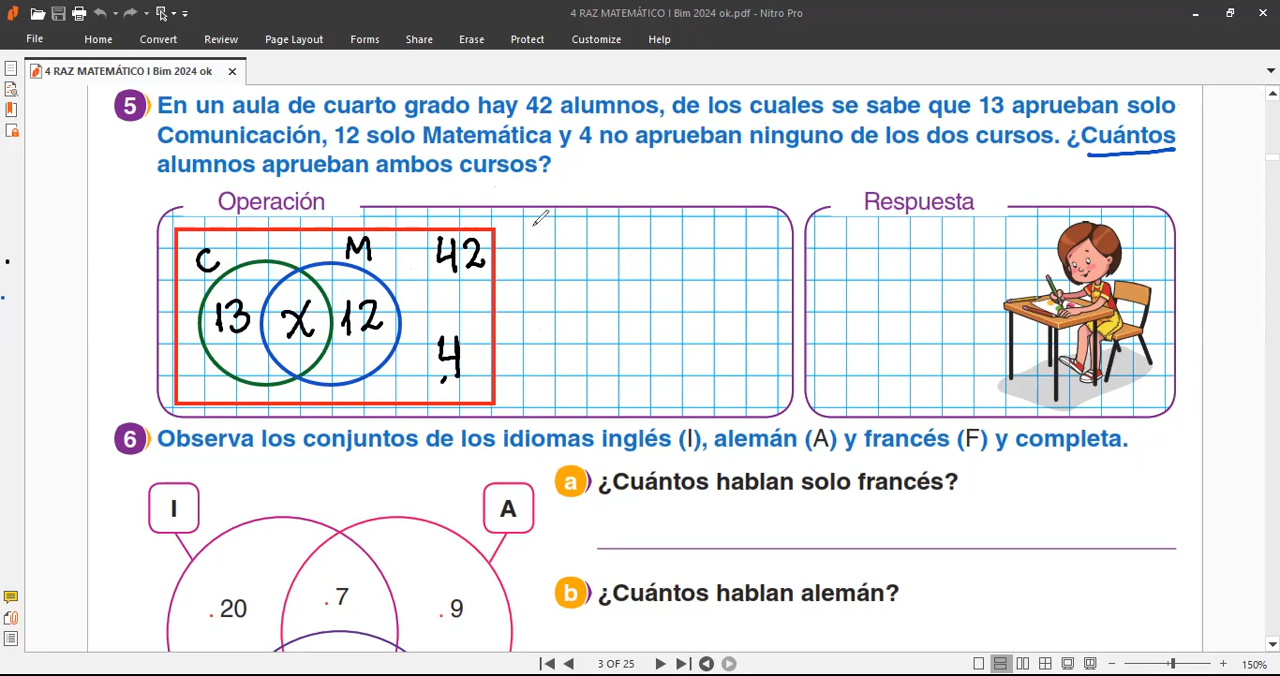 4 RAZ MATEMÁTICO I Bim 2024 ok.pdf - Nitro Pro
File Home Convert Review Page Layout Forms Share Erase Protect Customize Help
4 RAZ MATEMÁTICO I Bim 2024 ok
5 En un aula de cuarto grado hay 42 alumnos, de los cuales se sabe que 13 aprueban solo
Comunicación, 12 solo Matemática y 4 no aprueban ninguno de los dos cursos. ¿Cuántos
alumnos aprueban ambos cursos?
Operación
Respuesta
C M 42
13 x 12
4
6 Observa los conjuntos de los idiomas inglés (I), alemán (A) y francés (F) y completa.
I A
.20 .7 .9
a ¿Cuántos hablan solo francés?
b ¿Cuántos hablan alemán?
3 OF 25
150%